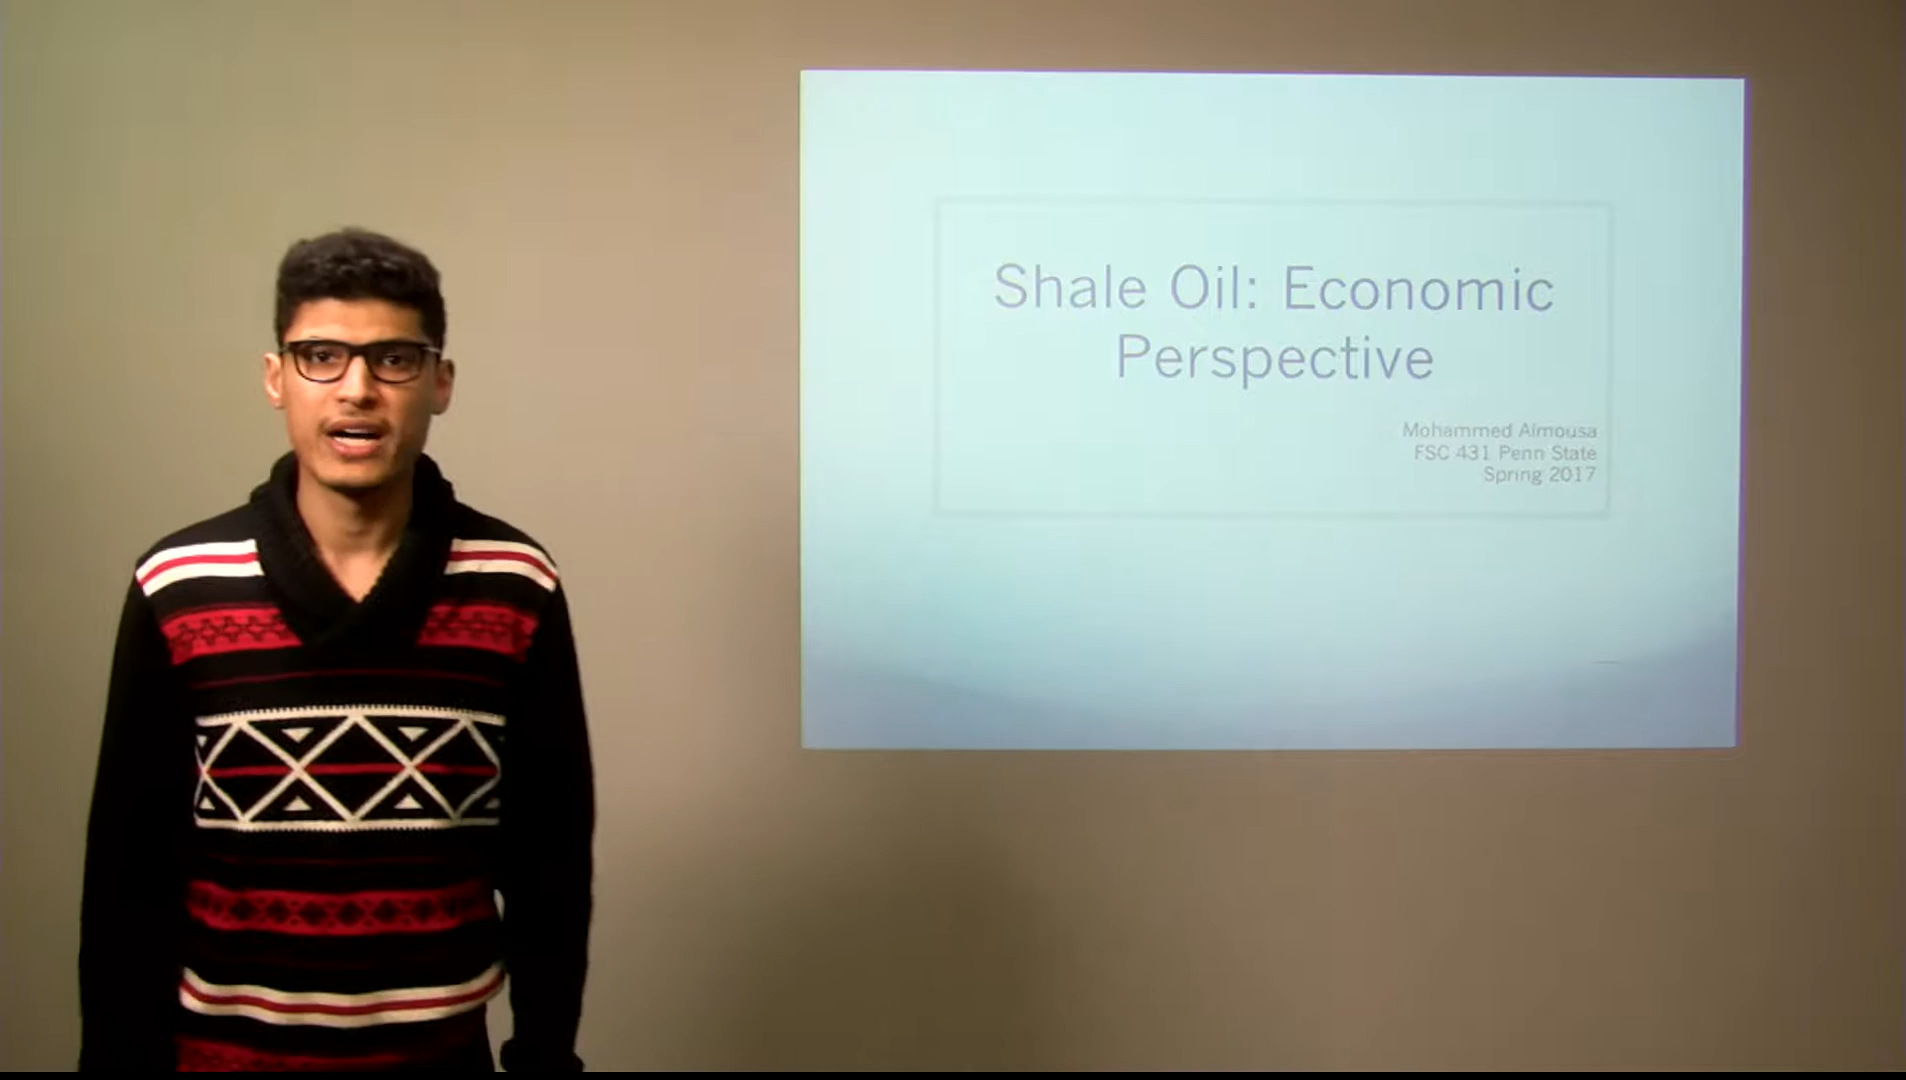 Shale Oil: Economic
Perspective
Mohammed Almousa
FSC 431 Penn State
Spring 2017